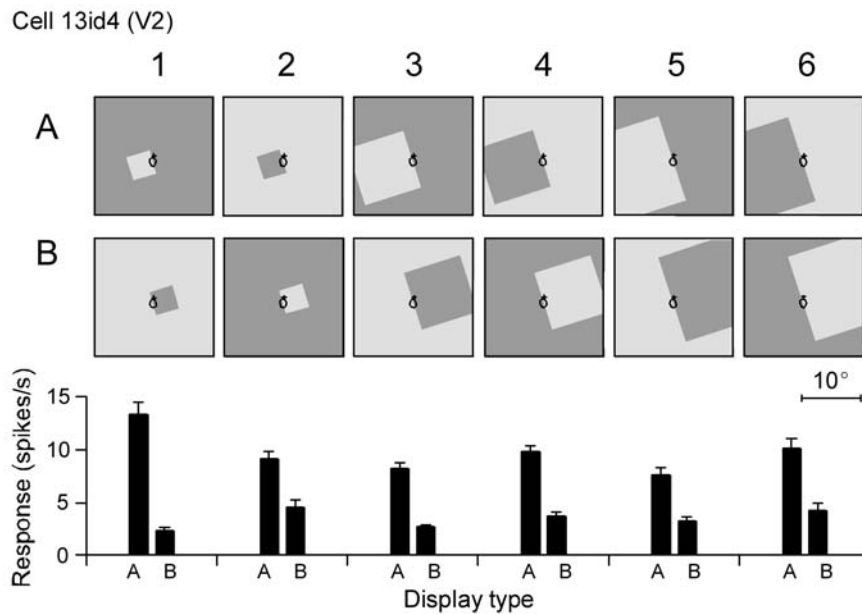 Cell 13id4 (V2)
1 2 3 4 5 6
A
B
10°
15
10
5
0
Response (spikes/s)
A B A B A B A B A B A B
Display type